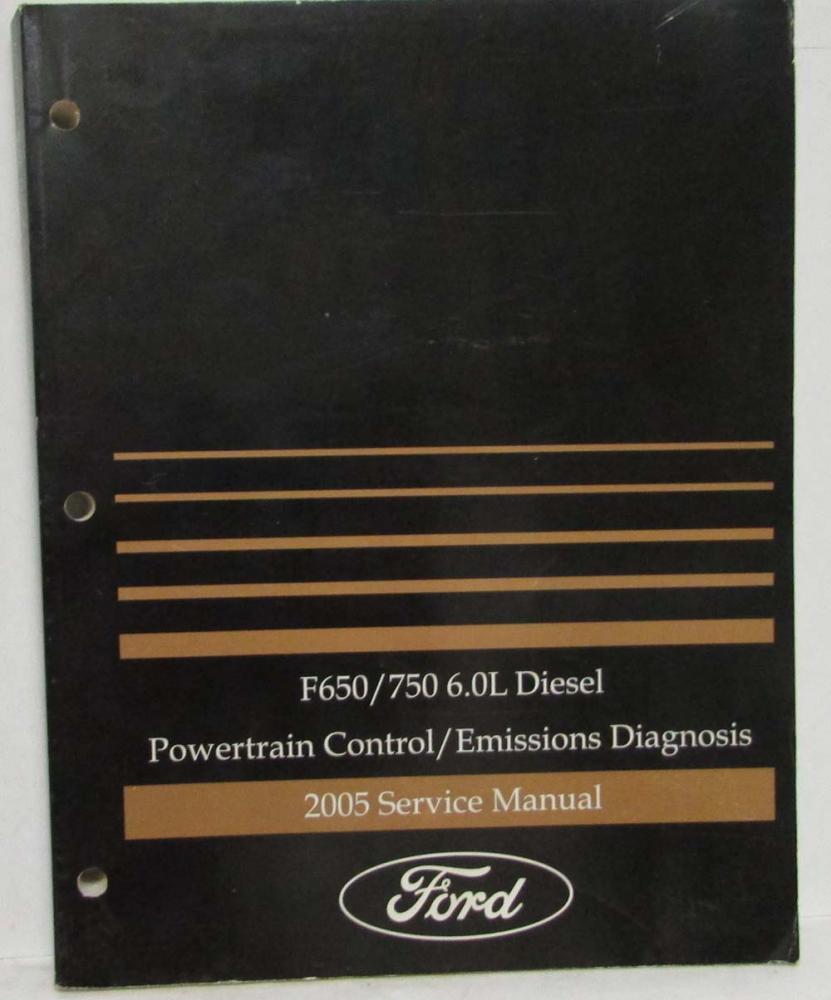 F650/750 6.0L Diesel
Powertrain Control/Emissions Diagnosis
2005 Service Manual
Ford